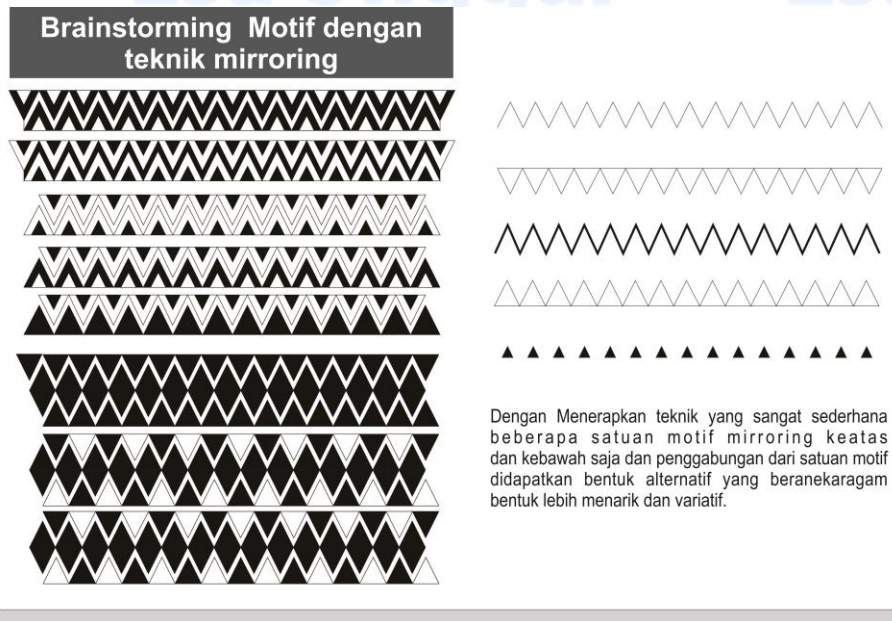 Brainstorming Motif dengan
teknik mirroring
Dengan Menerapkan teknik yang sangat sederhana
beberapa satuan motif mirroring keatas
dan kebawah saja dan penggabungan dari satuan motif
didapatkan bentuk alternatif yang beranekaragam
bentuk lebih menarik dan variatif.